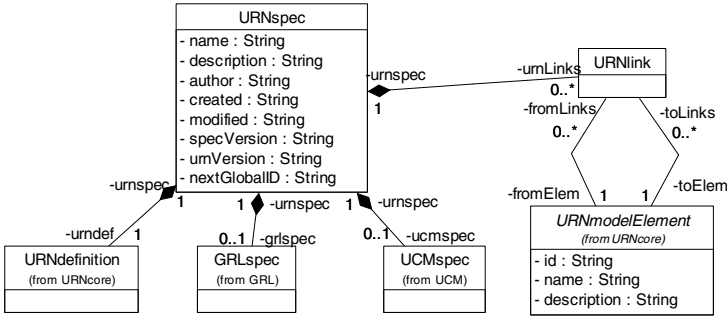 URNspec
- name : String
- description : String
- author : String
- created : String
- modified : String
- specVersion : String
- urnVersion : String
- nextGlobalID : String
-urnspec
1
-urnLinks
0..*
URNlink
-fromLinks
0..*
-toLinks
0..*
-fromElem
1
1
-toElem
URNmodelElement
(from URNcore)
- id : String
- name : String
- description : String
-urnspec
1
-urndef
1
1
-urnspec
0..1
-grlspec
1
-urnspec
0..1
-ucmspec
URNdefinition
(from URNcore)
GRLspec
(from GRL)
UCMspec
(from UCM)